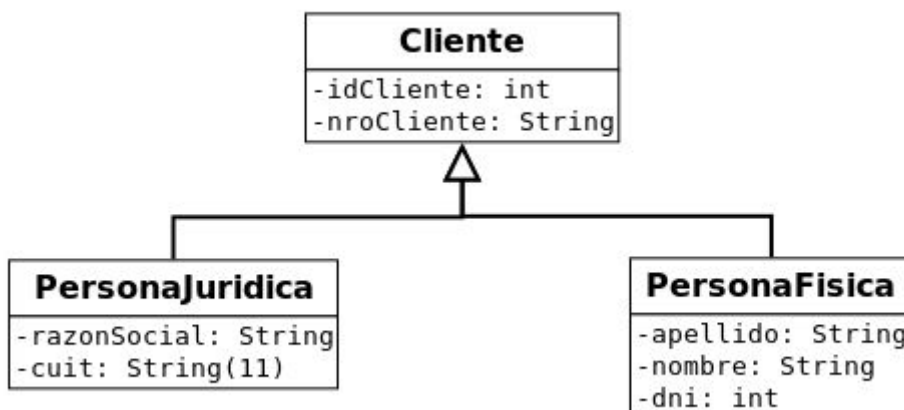 Cliente
-idCliente: int
-nroCliente: String
PersonaJuridica
-razonSocial: String
-cuit: String(11)
PersonaFisica
-apellido: String
-nombre: String
-dni: int